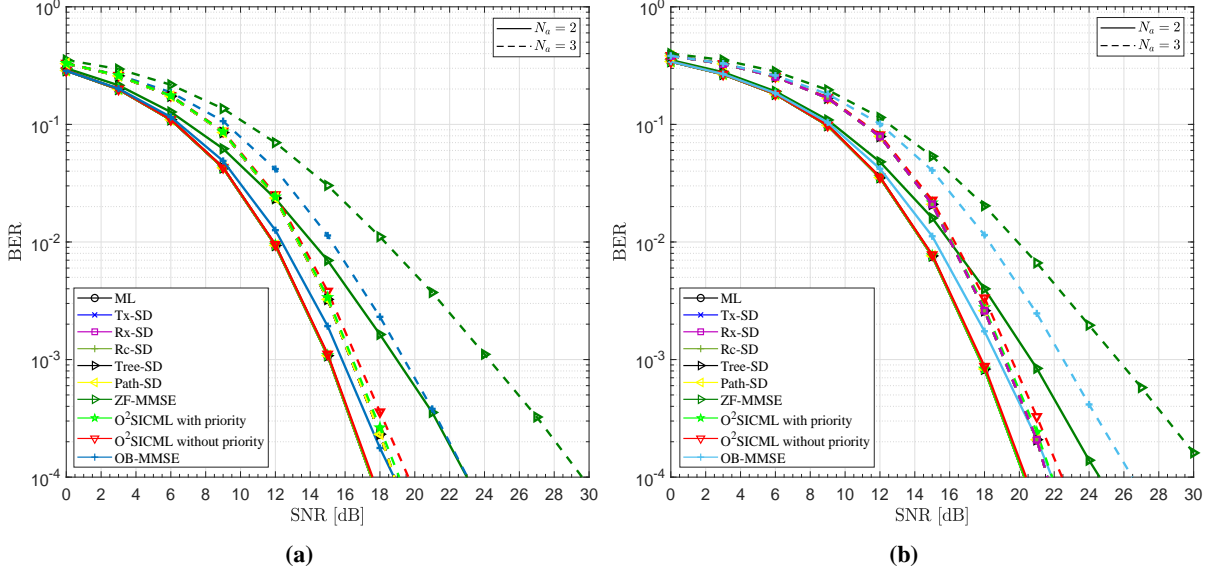 10^0
10^-1
10^-2
10^-3
10^-4
BER
0 2 4 6 8 10 12 14 16 18 20 22 24 26 28 30
SNR [dB]
N_a = 2
N_a = 3
ML
Tx-SD
Rx-SD
Rc-SD
Tree-SD
Path-SD
ZF-MMSE
O^2SICML with priority
O^2SICML without priority
OB-MMSE
(a)
10^0
10^-1
10^-2
10^-3
10^-4
BER
0 2 4 6 8 10 12 14 16 18 20 22 24 26 28 30
SNR [dB]
N_a = 2
N_a = 3
ML
Tx-SD
Rx-SD
Rc-SD
Tree-SD
Path-SD
ZF-MMSE
O^2SICML with priority
O^2SICML without priority
OB-MMSE
(b)